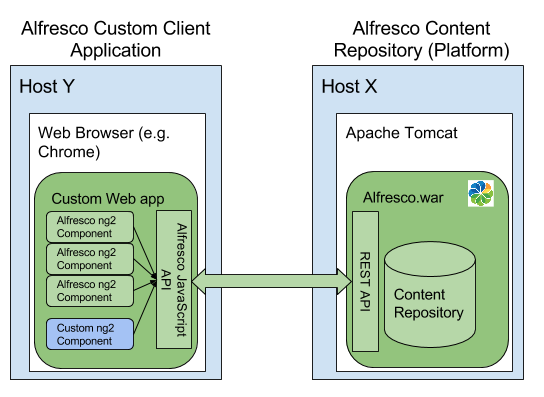 Alfresco Custom Client
Application
Host Y
Web Browser (e.g.
Chrome)
Custom Web app
Alfresco ng2
Component
Alfresco ng2
Component
Alfresco ng2
Component
Custom ng2
Component
Alfresco JavaScript
API
Alfresco Content
Repository (Platform)
Host X
Apache Tomcat
Alfresco.war
REST API
Content
Repository